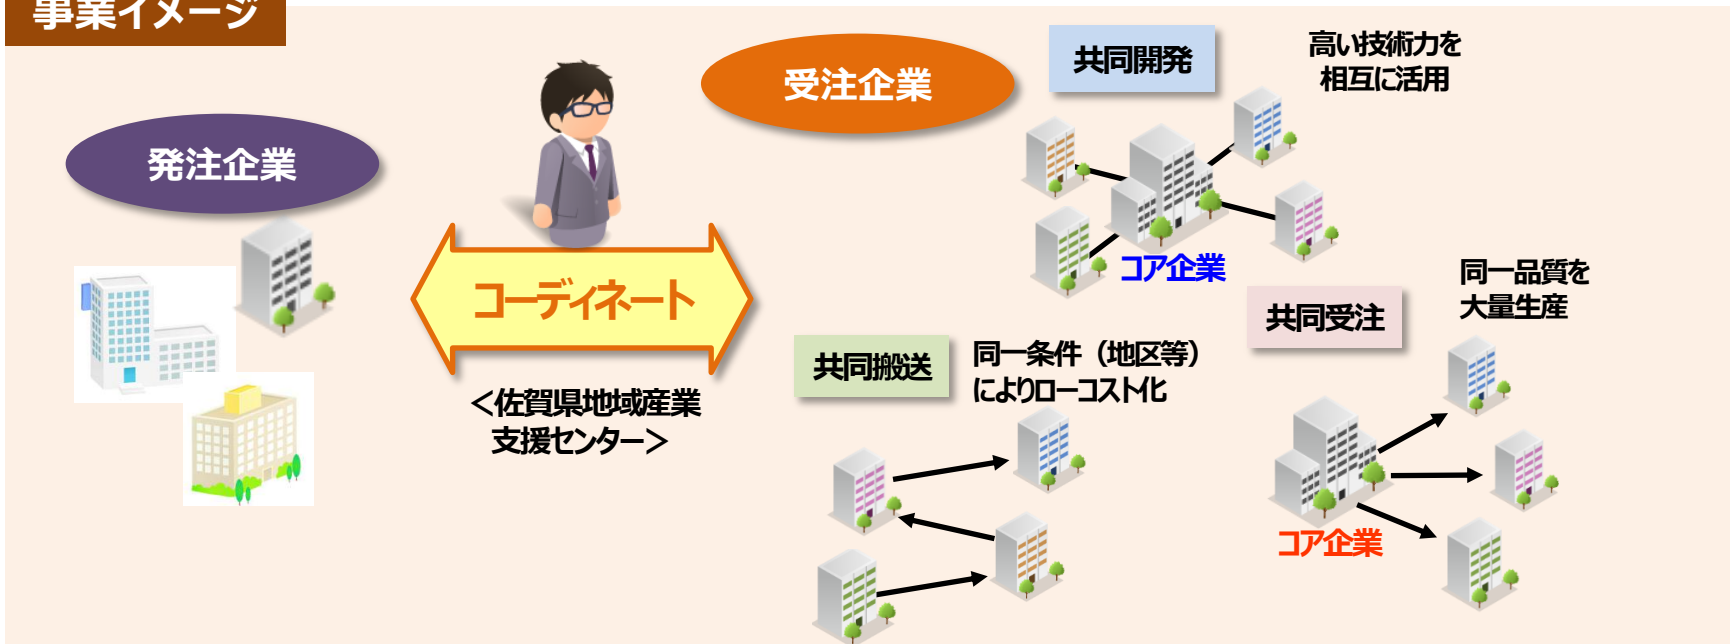 事業イメージ
発注企業
コーディネート
＜佐賀県地域産業
支援センター＞
受注企業
共同開発
高い技術力を
相互に活用
コア企業
共同搬送
同一条件（地区等）
によりローコスト化
共同受注
同一品質を
大量生産
コア企業